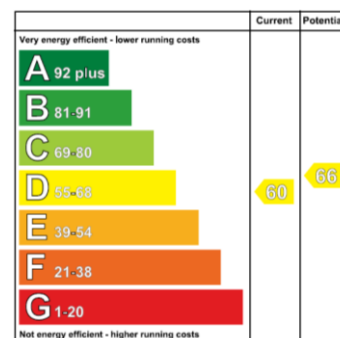 Current Potentia
Very energy efficient - lower running costs
A 92 plus
B 81-91
C 69-80
D 55-68
60
66
E 39-54
F 21-38
G 1-20
Not energy efficient - higher running costs